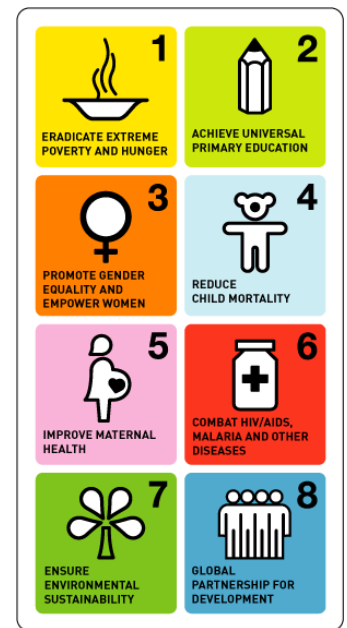 1
ERADICATE EXTREME
POVERTY AND HUNGER
2
ACHIEVE UNIVERSAL
PRIMARY EDUCATION
3
PROMOTE GENDER
EQUALITY AND
EMPOWER WOMEN
4
REDUCE
CHILD MORTALITY
5
IMPROVE MATERNAL
HEALTH
6
COMBAT HIV/AIDS,
MALARIA AND OTHER
DISEASES
7
ENSURE
ENVIRONMENTAL
SUSTAINABILITY
8
GLOBAL
PARTNERSHIP FOR
DEVELOPMENT